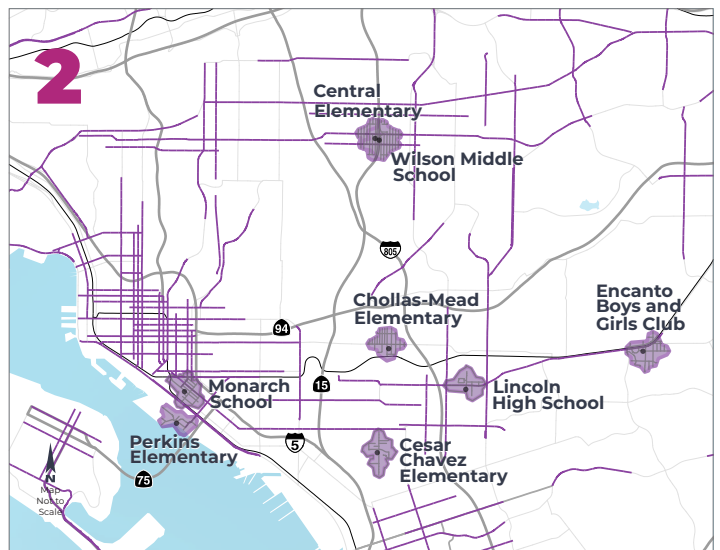 2
Central
Elementary
Wilson Middle
School
805
Encanto
Boys and
Girls Club
Chollas-Mead
Elementary
94
15
Monarch
School
Lincoln
High School
5
Perkins
Elementary
Cesar
Chavez
Elementary
75
N
Map
Not to
Scale